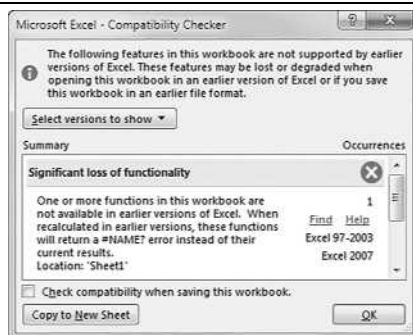 Microsoft Excel - Compatibility Checker
The following features in this workbook are not supported by earlier
versions of Excel. These features may be lost or degraded when
opening this workbook in an earlier version of Excel or if you save
this workbook in an earlier file format.
Select versions to show
Summary Occurrences
Significant loss of functionality
One or more functions in this workbook are 1
not available in earlier versions of Excel. When Find Help
recalculated in earlier versions, these functions Excel 97-2003
will return a #NAME? error instead of their Excel 2007
current results.
Location: 'Sheet1'
Check compatibility when saving this workbook.
Copy to New Sheet OK